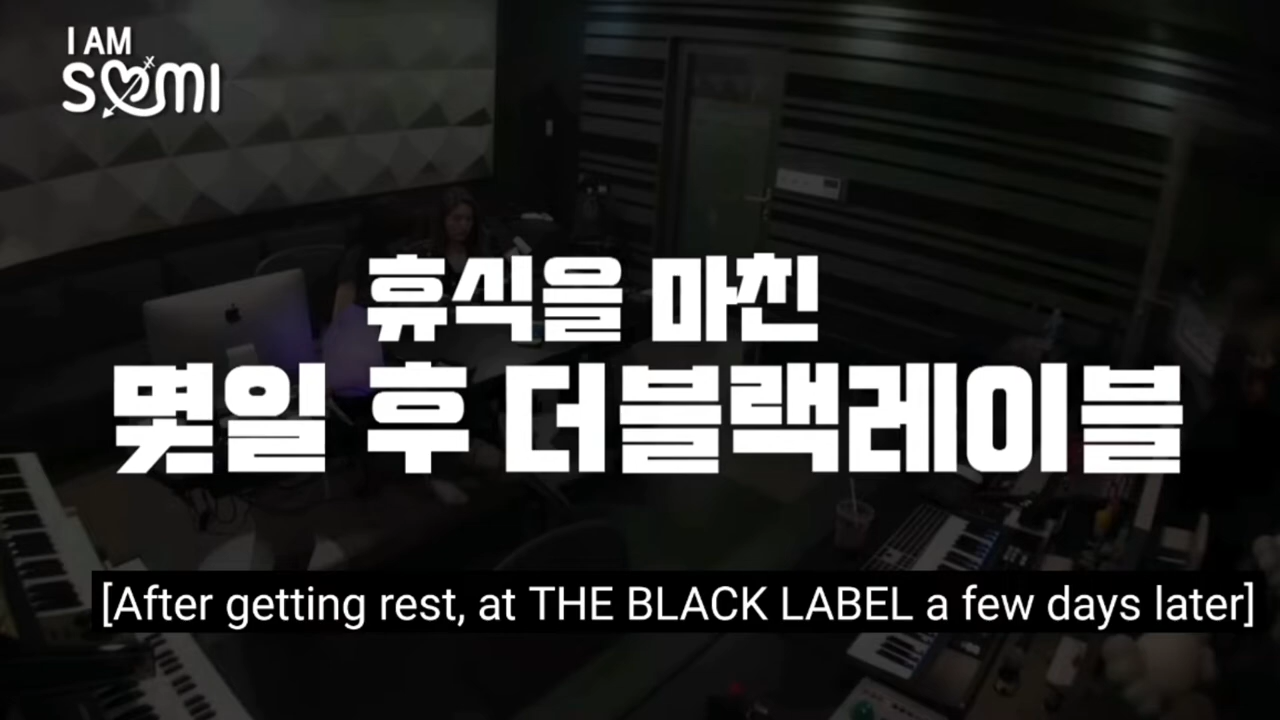 I AM
SOMI
휴식을 마친
몇일 후 더블랙레이블
[After getting rest, at THE BLACK LABEL a few days later]